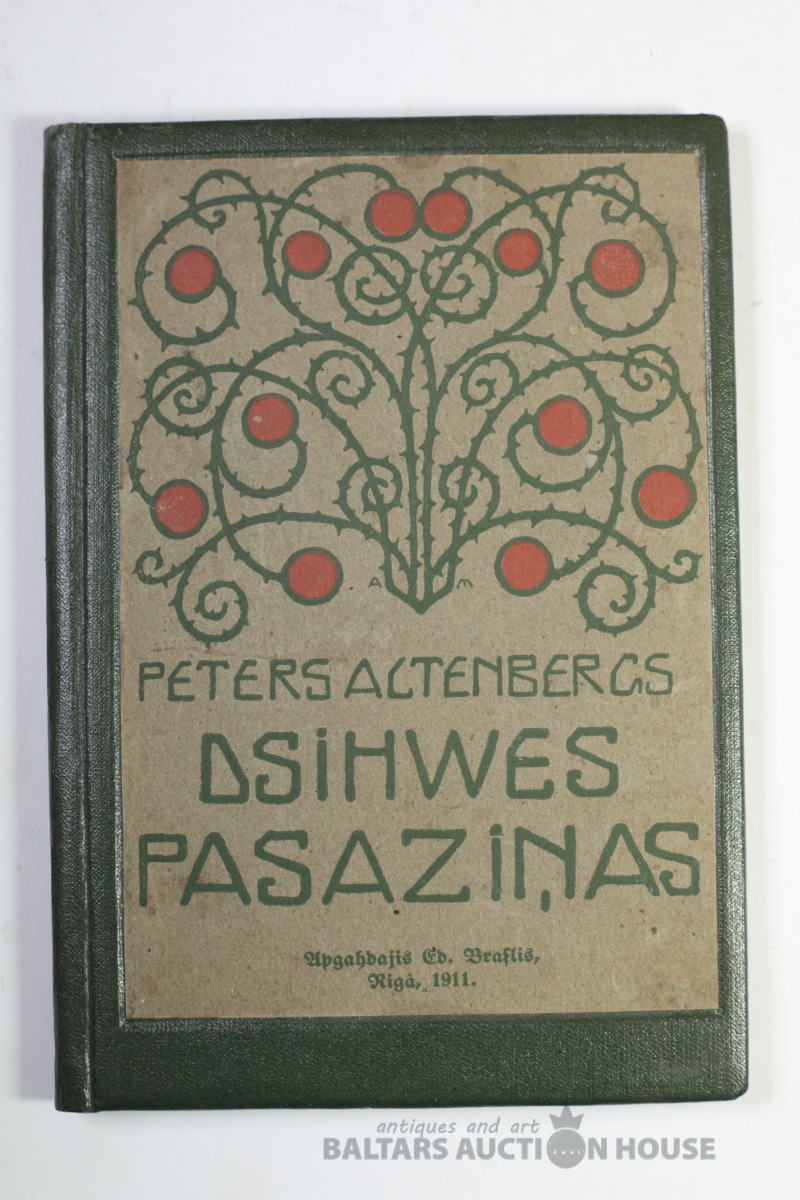 A M
PETERS ALTENBERGS
DSIHWES
PASAZIŅAS
Apgahdajis Ed. Braslis,
Rigâ, 1911.
antiques and art
BALTARS AUCTION HOUSE